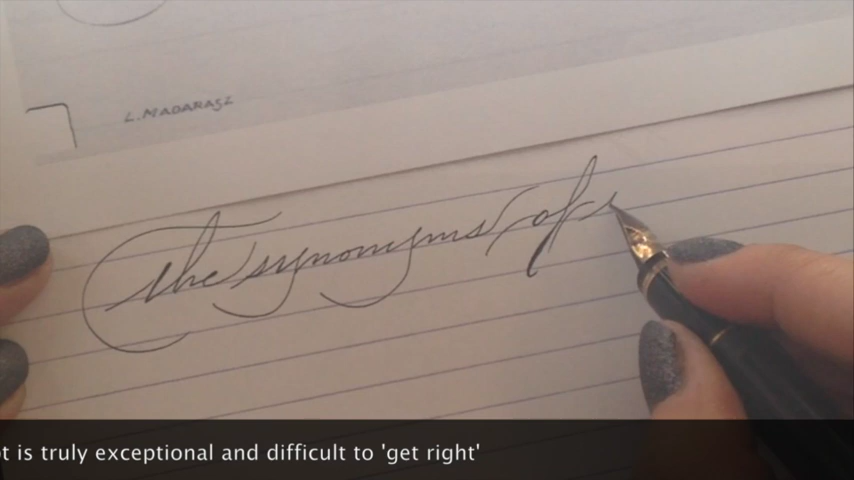 L. MADARASZ
the synonyms of s
t is truly exceptional and difficult to 'get right'